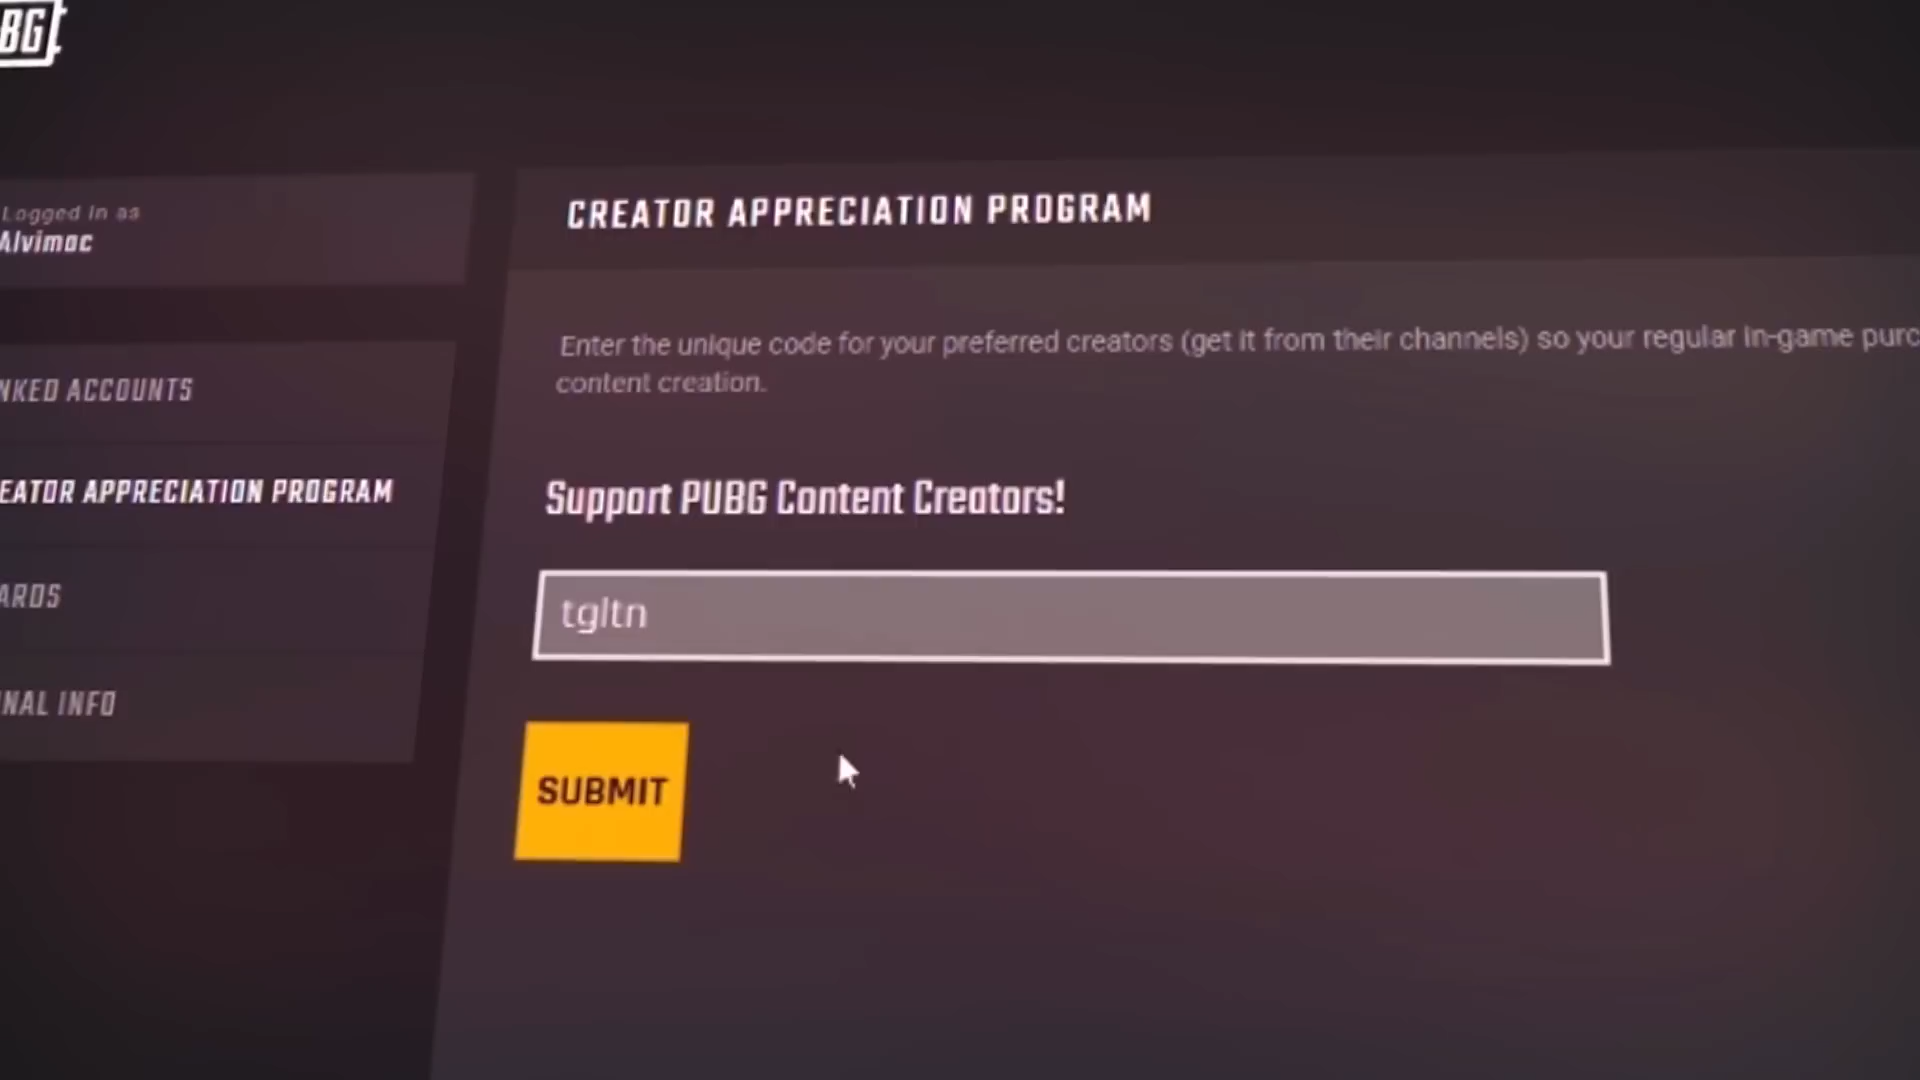 BG
Logged in as
Alvimac
CREATOR APPRECIATION PROGRAM
Enter the unique code for your preferred creators (get it from their channels) so your regular in-game purc
content creation.
NKED ACCOUNTS
EATOR APPRECIATION PROGRAM
ARDS
NAL INFO
Support PUBG Content Creators!
tgltn
SUBMIT